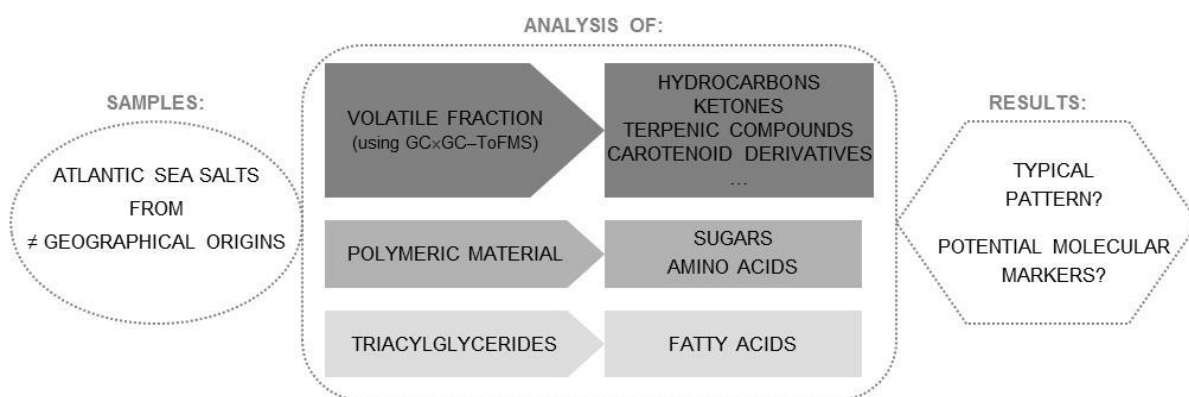 ANALYSIS OF:
SAMPLES:
ATLANTIC SEA SALTS
FROM
≠ GEOGRAPHICAL ORIGINS
VOLATILE FRACTION
(using GC×GC–ToFMS)
HYDROCARBONS
KETONES
TERPENIC COMPOUNDS
CAROTENOID DERIVATIVES
...
POLYMERIC MATERIAL
SUGARS
AMINO ACIDS
TRIACYLGLYCERIDES
FATTY ACIDS
RESULTS:
TYPICAL
PATTERN?
POTENTIAL MOLECULAR
MARKERS?